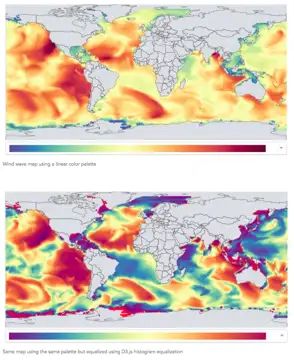 Wind wave map using a linear color palette
Same map using the same palette but equalized using D3.js histogram equalization